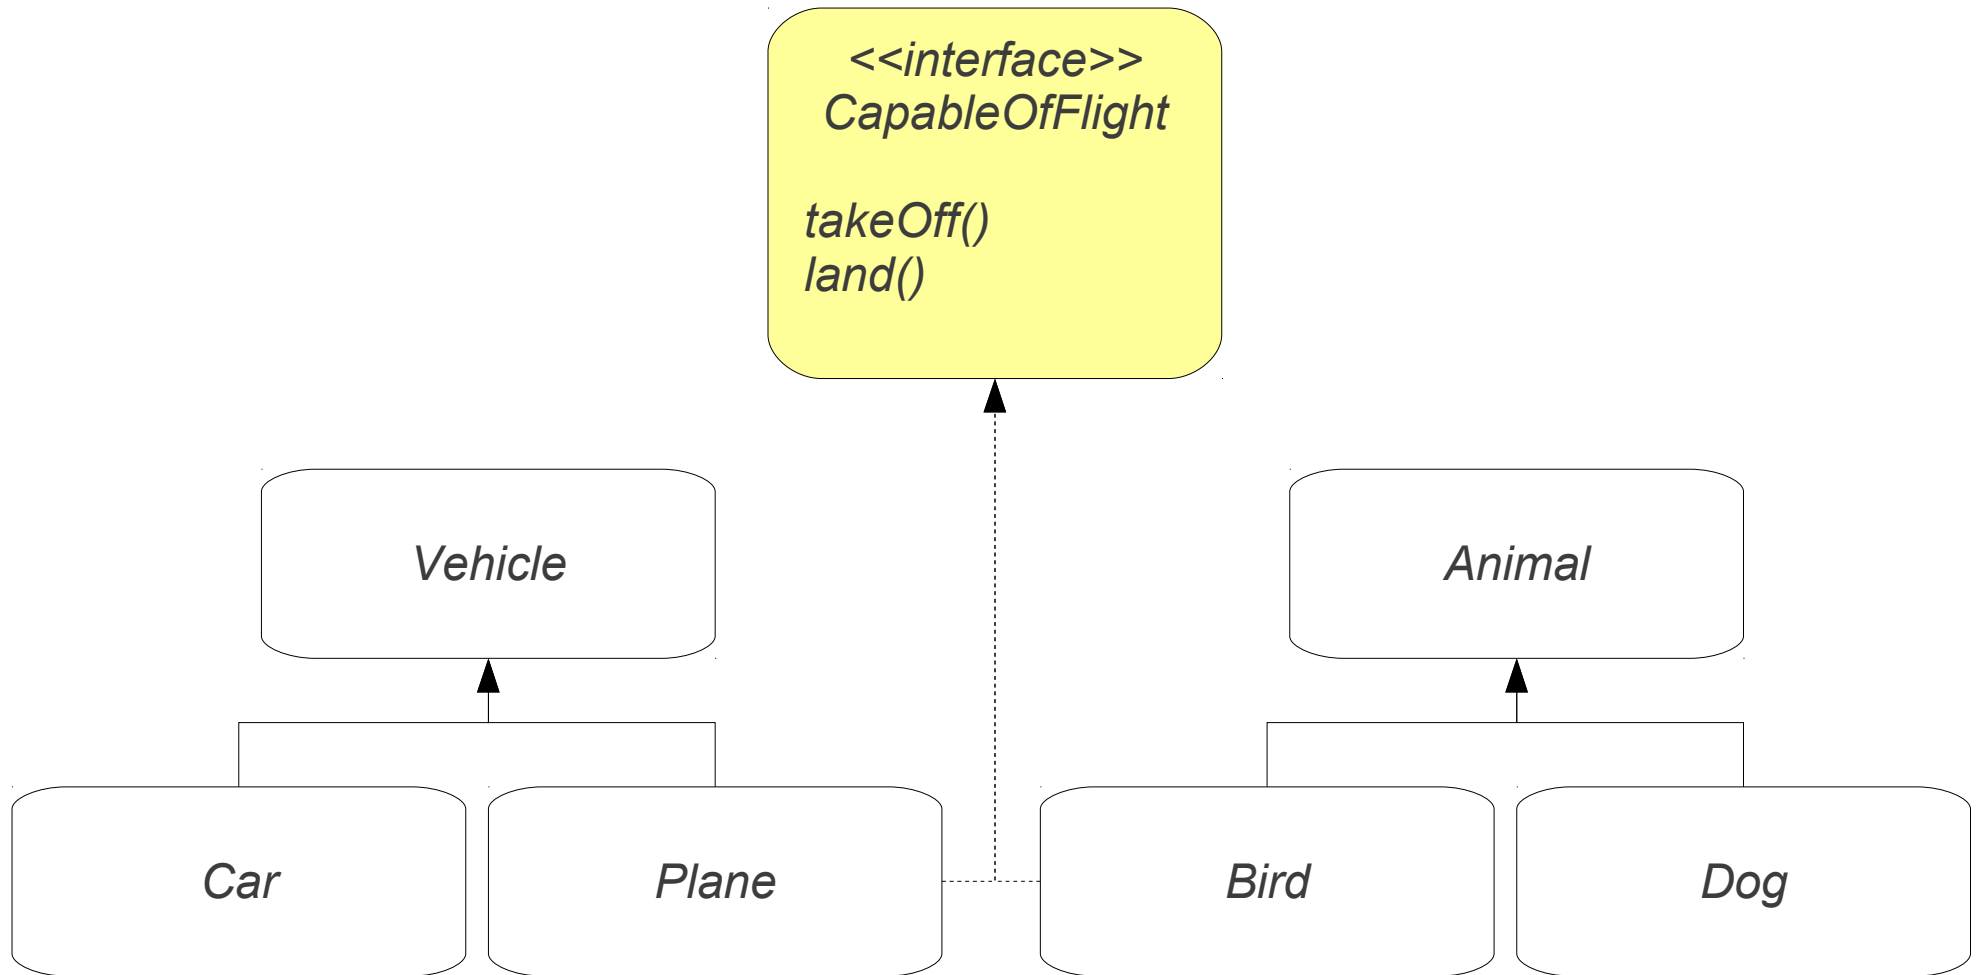 <<interface>>
CapableOfFlight
takeOff()
land()
Vehicle
Animal
Car
Plane
Bird
Dog